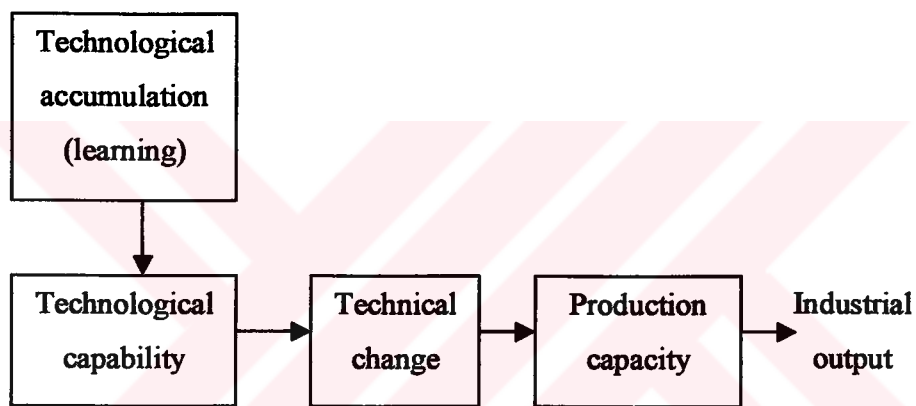 Technological
accumulation
(learning)
Technological
capability
Technical
change
Production
capacity
Industrial
output